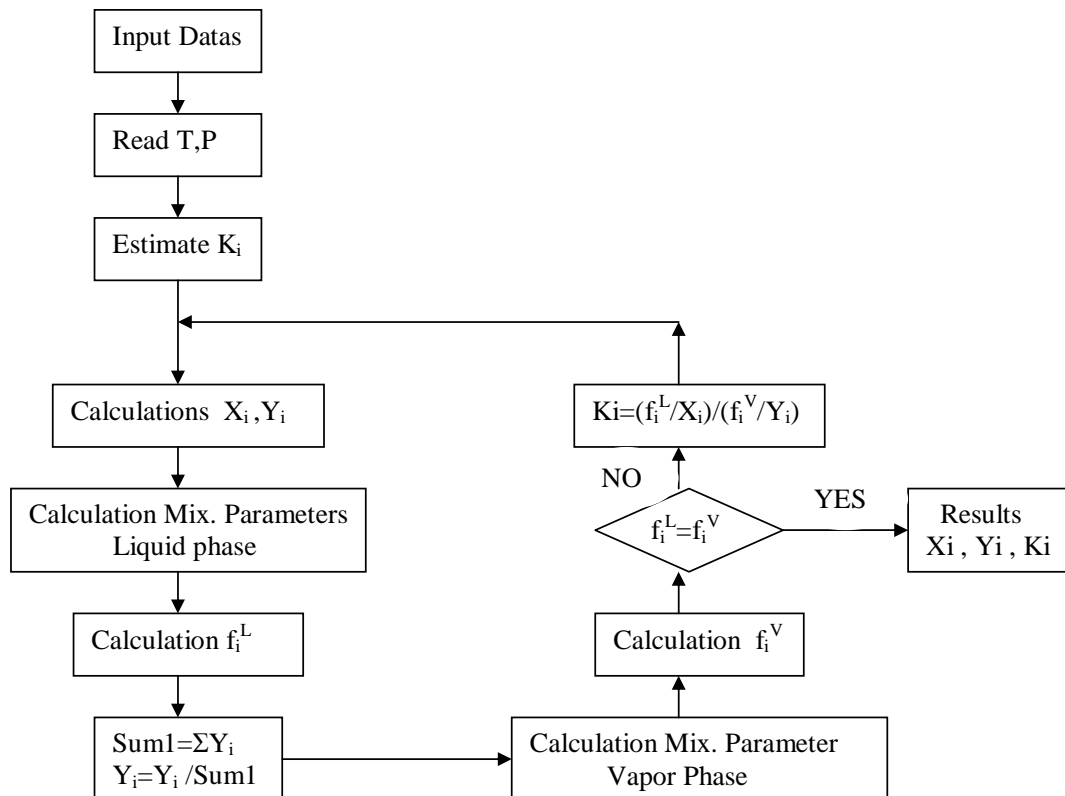 Input Datas
Read T,P
Estimate Kᵢ
Calculations Xᵢ ,Yᵢ
Calculation Mix. Parameters
Liquid phase
Calculation fᵢᴸ
Sum1=ΣYᵢ
Yᵢ=Yᵢ /Sum1
Calculation Mix. Parameter
Vapor Phase
Calculation fᵢⱽ
fᵢᴸ=fᵢⱽ
NO
Ki=(fᵢᴸ/Xᵢ)/(fᵢⱽ/Yᵢ)
YES
Results
Xi , Yi , Ki